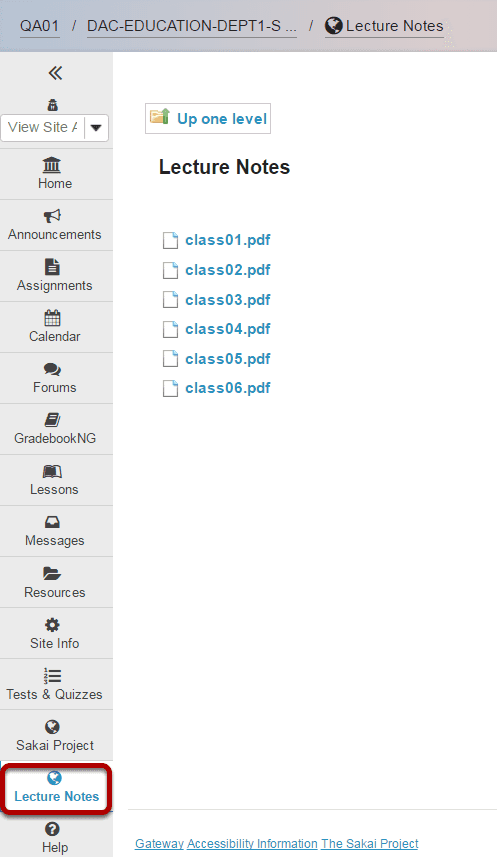 QA01 / DAC-EDUCATION-DEPT1-S ... / Lecture Notes
View Site A
Home
Announcements
Assignments
Calendar
Forums
GradebookNG
Lessons
Messages
Resources
Site Info
Tests & Quizzes
Sakai Project
Lecture Notes
Help
Up one level
Lecture Notes
class01.pdf
class02.pdf
class03.pdf
class04.pdf
class05.pdf
class06.pdf
Gateway Accessibility Information The Sakai Project